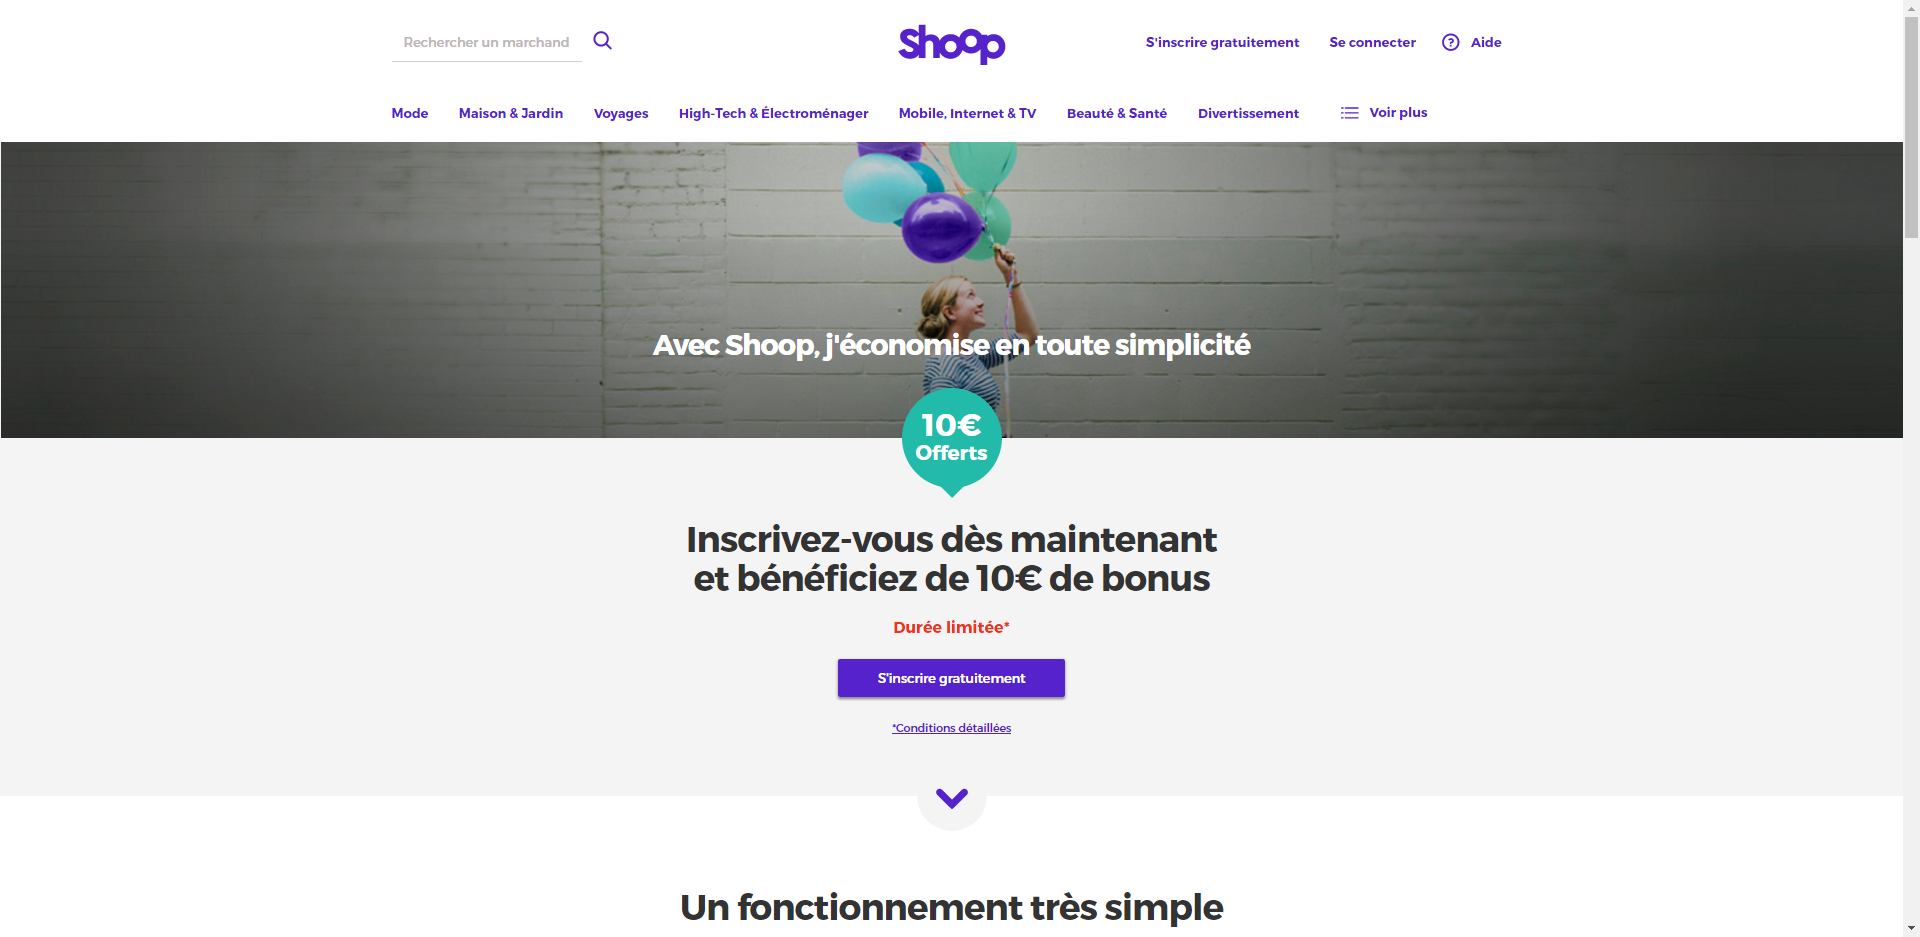 Rechercher un marchand
Shoop
S'inscrire gratuitement
Se connecter
? Aide
Mode
Maison & Jardin
Voyages
High-Tech & Électroménager
Mobile, Internet & TV
Beauté & Santé
Divertissement
Voir plus
Avec Shoop, j'économise en toute simplicité
10€
Offerts
Inscrivez-vous dès maintenant
et bénéficiez de 10€ de bonus
Durée limitée*
S'inscrire gratuitement
*Conditions détaillées
Un fonctionnement très simple